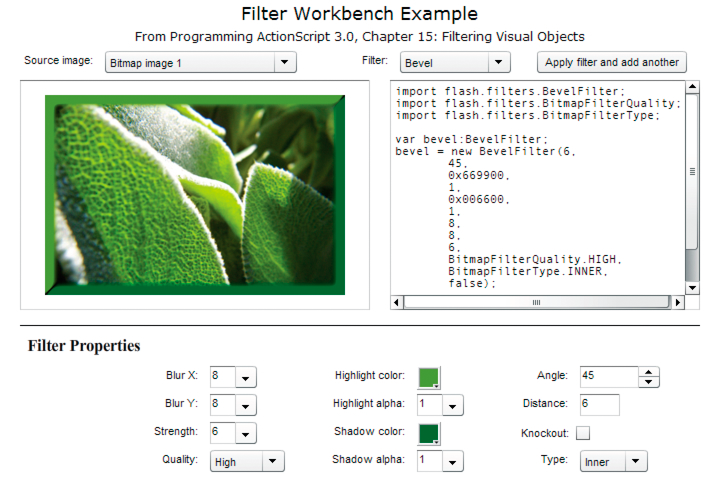 Filter Workbench Example
From Programming ActionScript 3.0, Chapter 15: Filtering Visual Objects
Source image: Bitmap image 1 Filter: Bevel Apply filter and add another
import flash.filters.BevelFilter;
import flash.filters.BitmapFilterQuality;
import flash.filters.BitmapFilterType;
var bevel:BevelFilter;
bevel = new BevelFilter(6,
45,
0x669900,
1,
0x006600,
1,
8,
8,
6,
BitmapFilterQuality.HIGH,
BitmapFilterType.INNER,
false);
Filter Properties
Blur X: 8 Highlight color: Angle: 45
Blur Y: 8 Highlight alpha: 1 Distance: 6
Strength: 6 Shadow color: Knockout:
Quality: High Shadow alpha: 1 Type: Inner